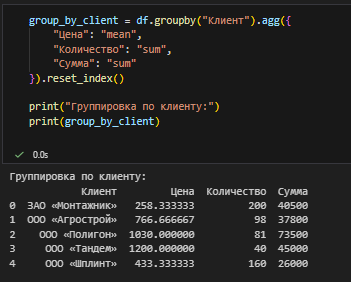 group_by_client = df.groupby("Клиент").agg({
    "Цена": "mean",
    "Количество": "sum",
    "Сумма": "sum"
}).reset_index()

print("Группировка по клиенту:")
print(group_by_client)
✓ 0.0s
Группировка по клиенту:
Клиент Цена Количество Сумма
0 ЗАО «Монтажник» 258.333333 200 40500
1 ООО «Агрострой» 766.666667 98 37800
2 ООО «Полигон» 1030.000000 81 73500
3 ООО «Тандем» 1200.000000 40 45000
4 ООО «Шплинт» 433.333333 160 26000